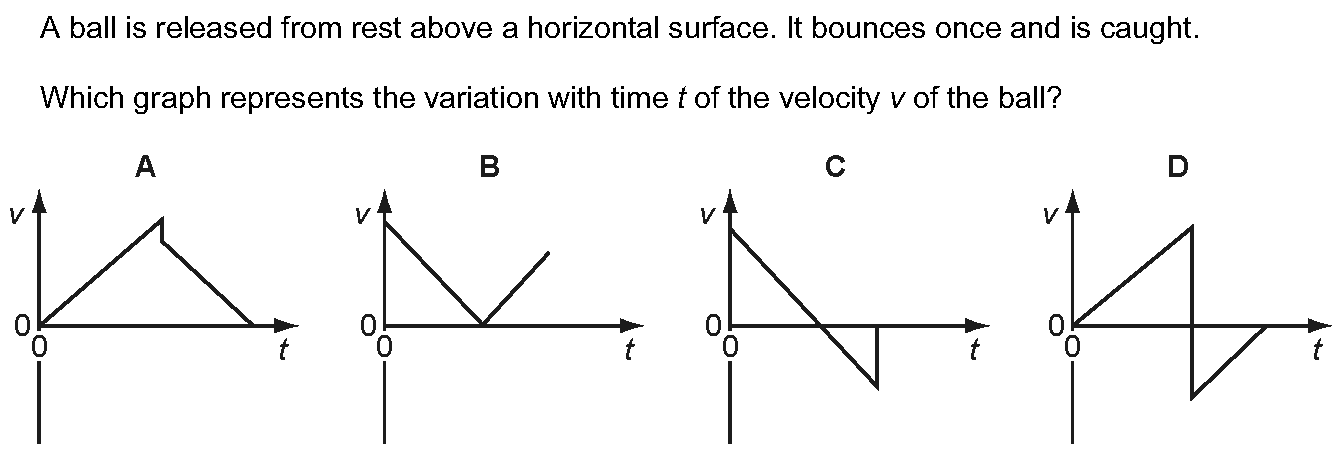 A ball is released from rest above a horizontal surface. It bounces once and is caught.
Which graph represents the variation with time t of the velocity v of the ball?
A B C D
v v v v
0 0 0 0
0 t 0 t 0 t 0 t